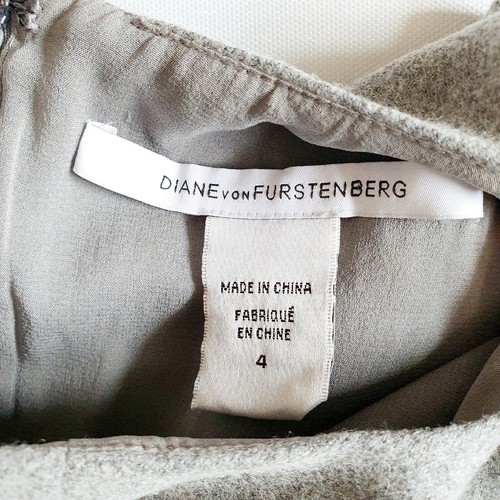 DIANE VON FURSTENBERG
MADE IN CHINA
FABRIQUÉ
EN CHINE
4